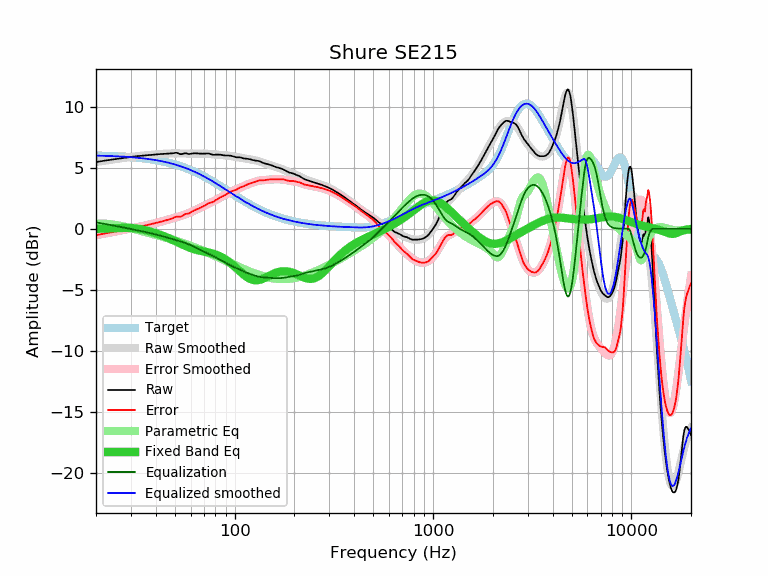 Shure SE215
Amplitude (dBr)
10
5
0
−5
−10
−15
−20
Target
Raw Smoothed
Error Smoothed
Raw
Error
Parametric Eq
Fixed Band Eq
Equalization
Equalized smoothed
100
1000
10000
Frequency (Hz)